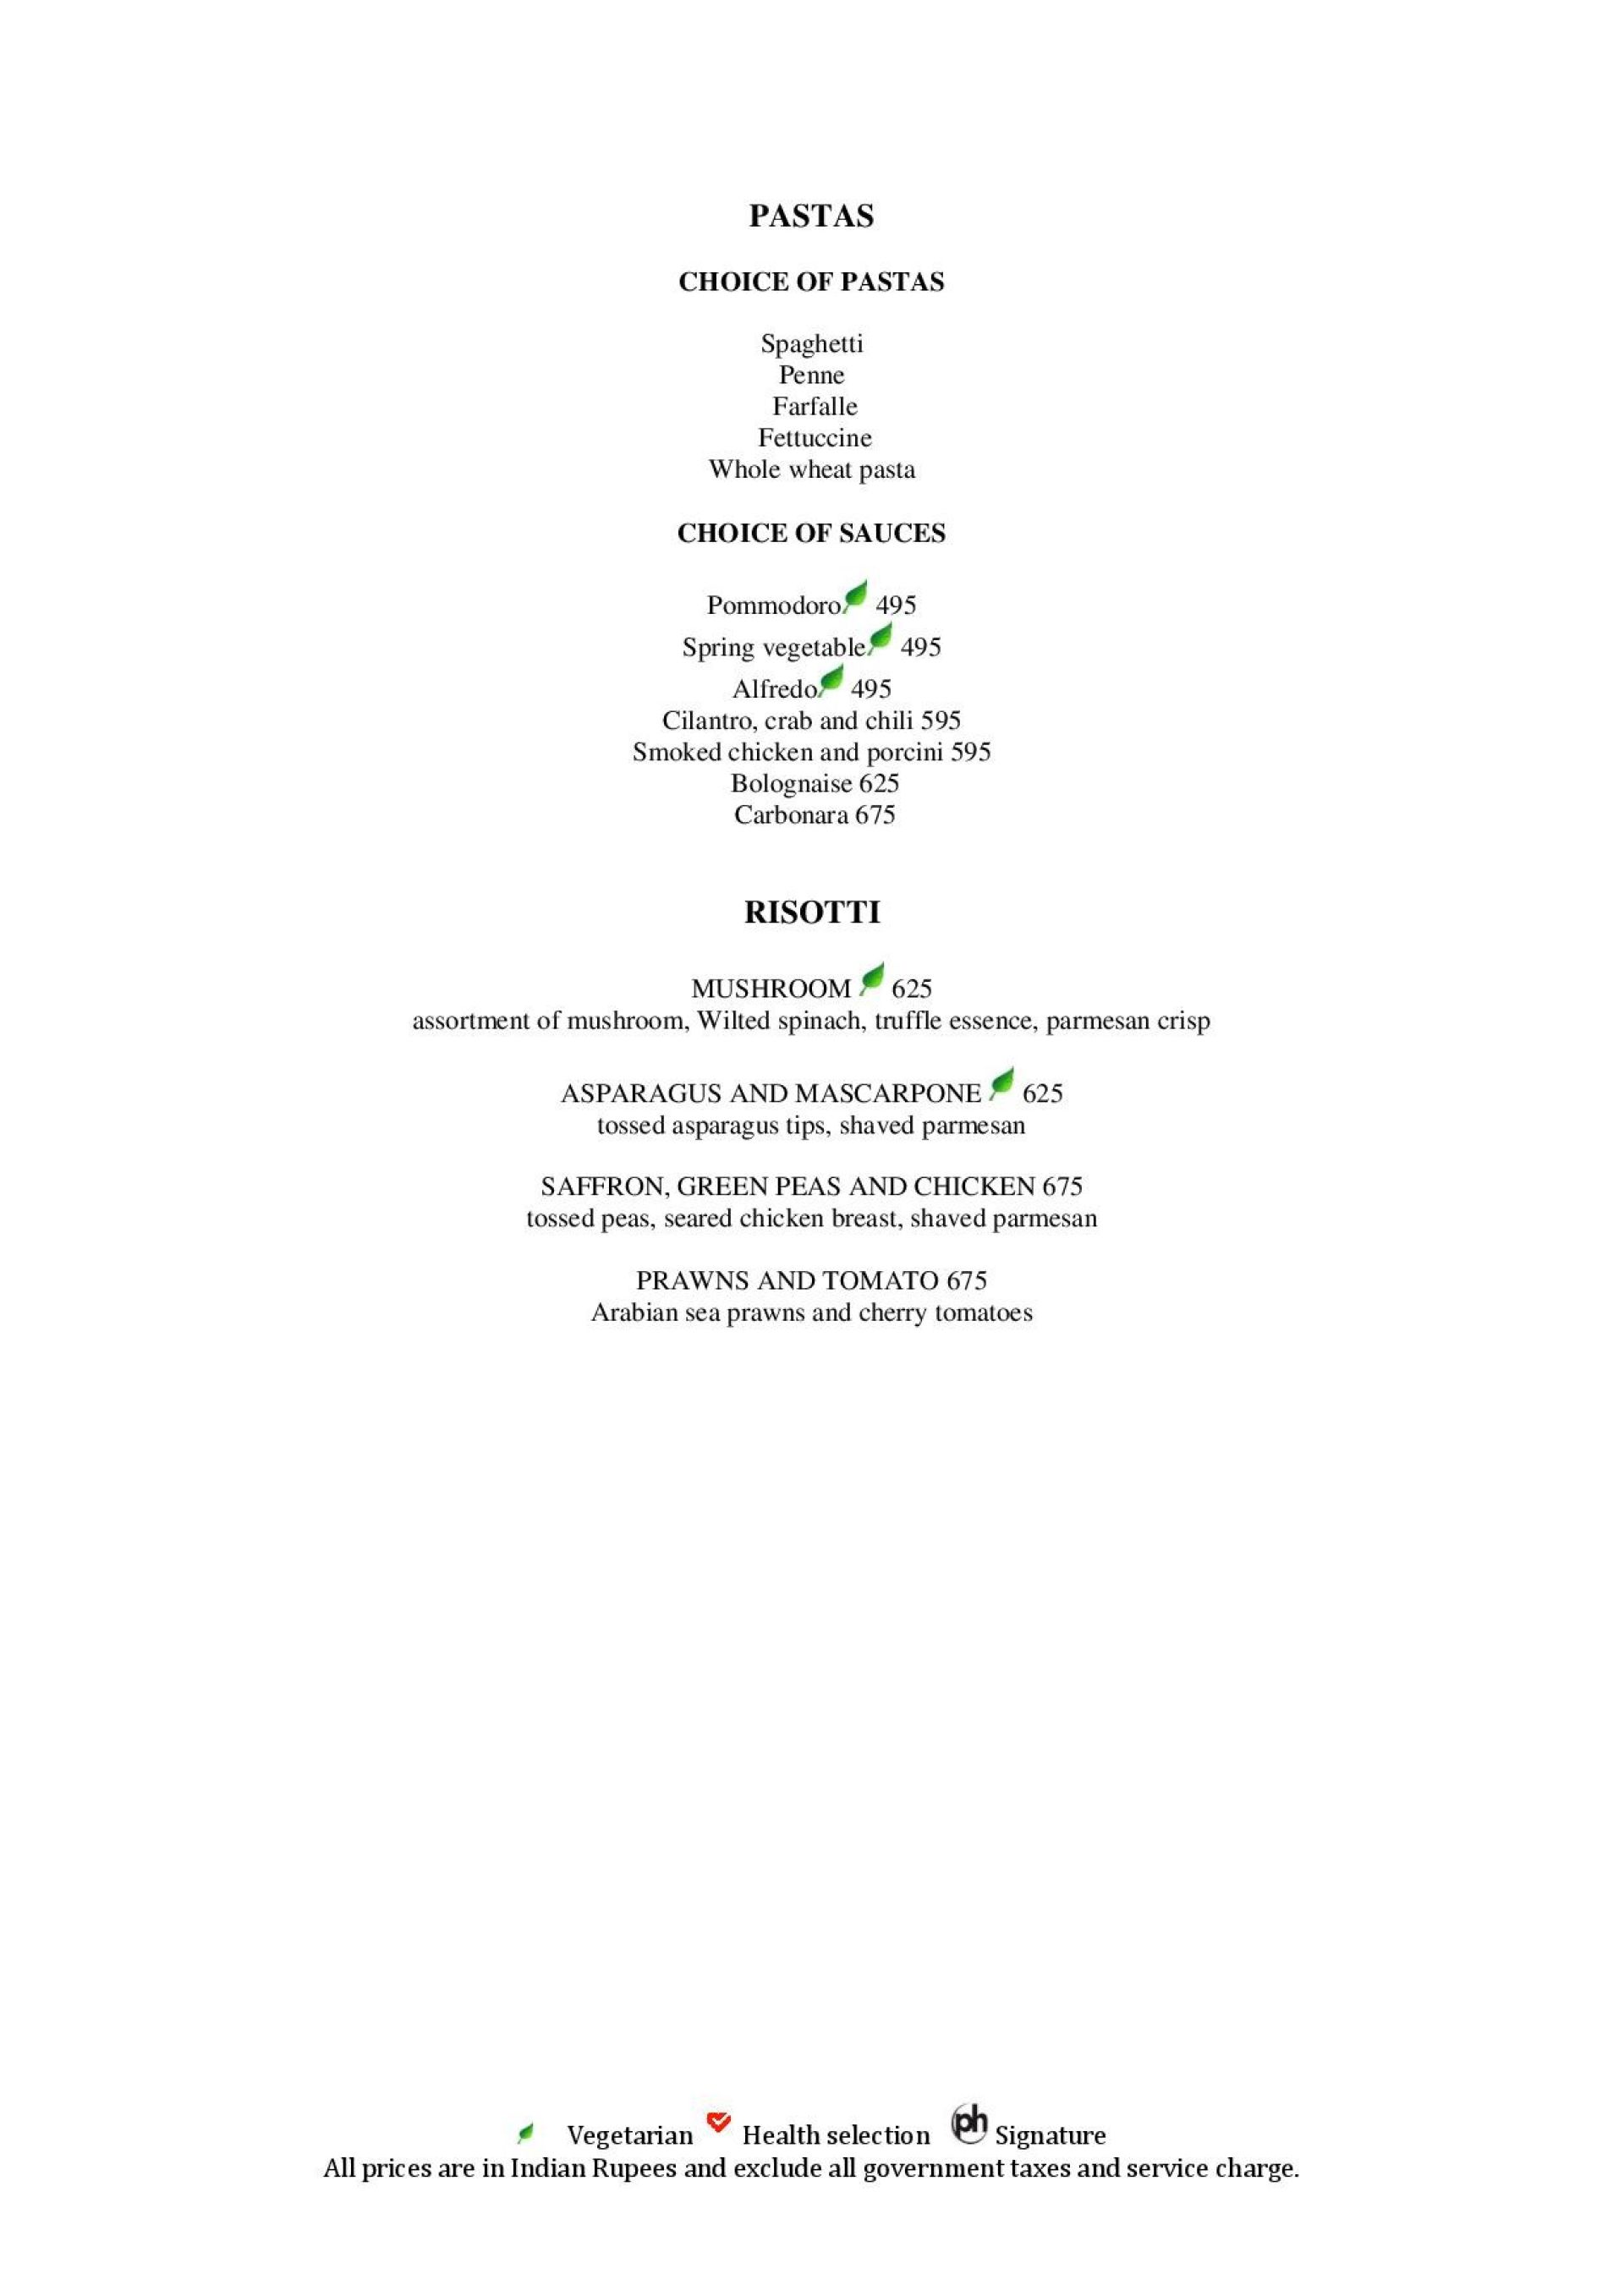 PASTAS
CHOICE OF PASTAS
Spaghetti
Penne
Farfalle
Fettuccine
Whole wheat pasta
CHOICE OF SAUCES
Pommodoro 495
Spring vegetable 495
Alfredo 495
Cilantro, crab and chili 595
Smoked chicken and porcini 595
Bolognaise 625
Carbonara 675
RISOTTI
MUSHROOM 625
assortment of mushroom, Wilted spinach, truffle essence, parmesan crisp
ASPARAGUS AND MASCARPONE 625
tossed asparagus tips, shaved parmesan
SAFFRON, GREEN PEAS AND CHICKEN 675
tossed peas, seared chicken breast, shaved parmesan
PRAWNS AND TOMATO 675
Arabian sea prawns and cherry tomatoes
Vegetarian Health selection ph Signature
All prices are in Indian Rupees and exclude all government taxes and service charge.